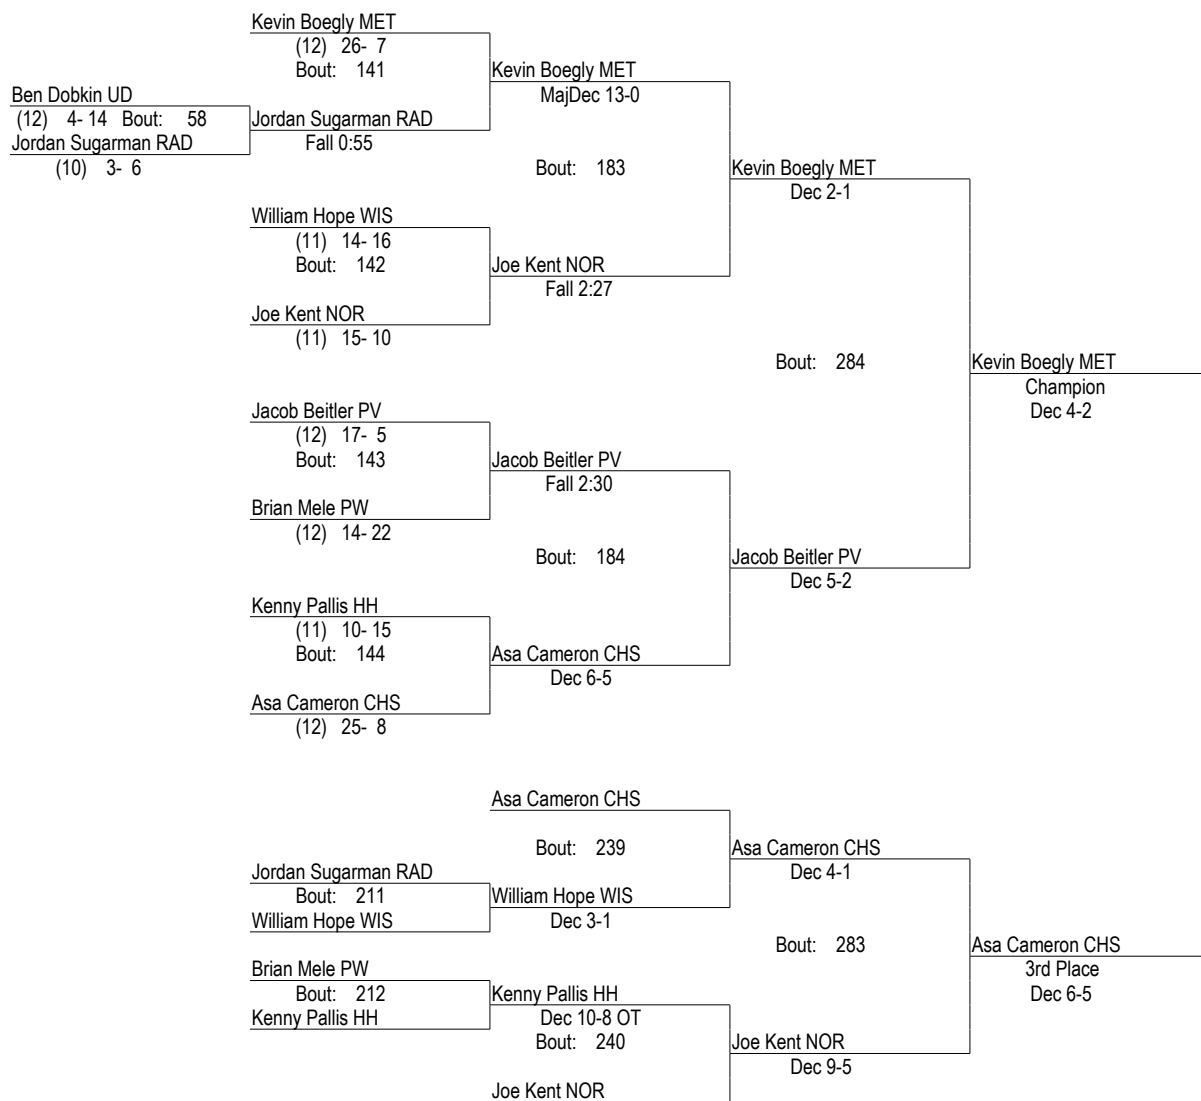 Kevin Boegly MET
(12) 26- 7
Bout: 141
Kevin Boegly MET
MajDec 13-0
Ben Dobkin UD
(12) 4- 14 Bout: 58
Jordan Sugarman RAD
(10) 3- 6
Jordan Sugarman RAD
Fall 0:55
Bout: 183
Kevin Boegly MET
Dec 2-1
William Hope WIS
(11) 14- 16
Bout: 142
Joe Kent NOR
Fall 2:27
Joe Kent NOR
(11) 15- 10
Bout: 284
Kevin Boegly MET
Champion
Dec 4-2
Jacob Beitler PV
(12) 17- 5
Bout: 143
Jacob Beitler PV
Fall 2:30
Brian Mele PW
(12) 14- 22
Bout: 184
Jacob Beitler PV
Dec 5-2
Kenny Pallis HH
(11) 10- 15
Bout: 144
Asa Cameron CHS
Dec 6-5
Asa Cameron CHS
(12) 25- 8
Asa Cameron CHS
Bout: 239
Asa Cameron CHS
Dec 4-1
Jordan Sugarman RAD
Bout: 211
William Hope WIS
William Hope WIS
Dec 3-1
Bout: 283
Asa Cameron CHS
3rd Place
Dec 6-5
Brian Mele PW
Bout: 212
Kenny Pallis HH
Kenny Pallis HH
Dec 10-8 OT
Bout: 240
Joe Kent NOR
Dec 9-5
Joe Kent NOR